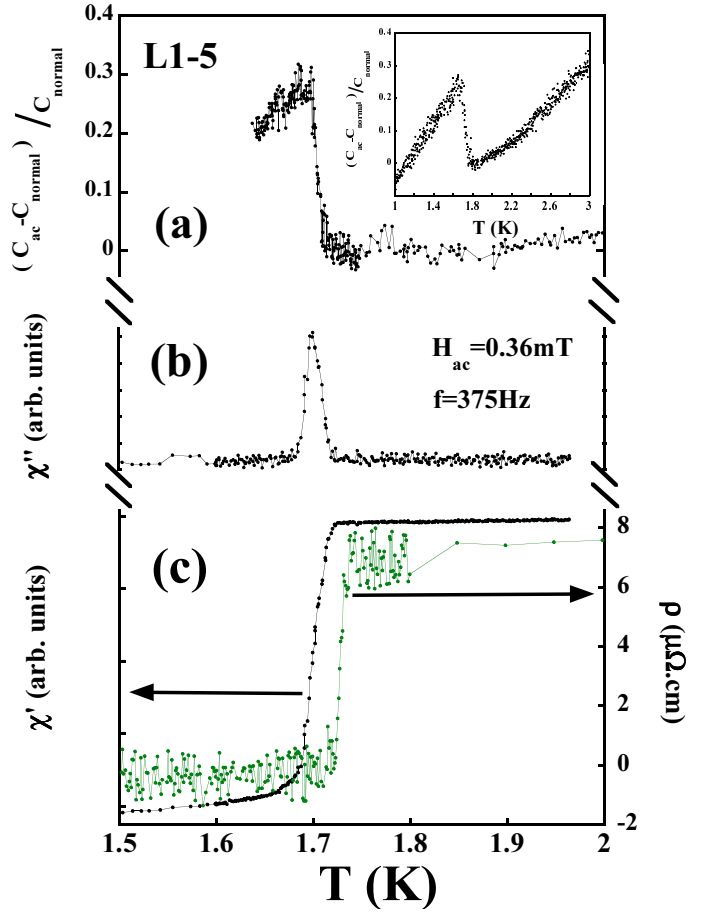 L1-5
(a)
(C_ac-C_normal)/C_normal
0.4
0.3
0.2
0.1
0
(C_ac-C_normal)/C_normal
0.4
0.3
0.2
0.1
0
1 1.4 1.8 2.2 2.6 3
T (K)
(b)
χ'' (arb. units)
H_ac=0.36mT
f=375Hz
(c)
χ' (arb. units)
8
6
4
2
0
-2
ρ (μΩ.cm)
1.5 1.6 1.7 1.8 1.9 2
T (K)